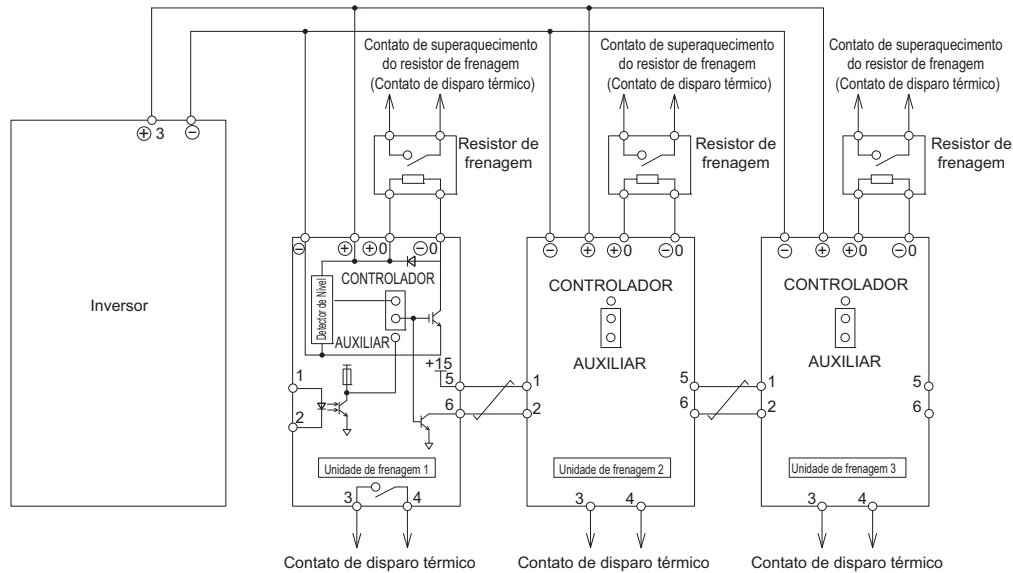 Contato de superaquecimento
do resistor de frenagem
(Contato de disparo térmico)
Contato de superaquecimento
do resistor de frenagem
(Contato de disparo térmico)
Contato de superaquecimento
do resistor de frenagem
(Contato de disparo térmico)
⊕ 3 ⊖
Resistor de
frenagem
Resistor de
frenagem
Resistor de
frenagem
⊖ ⊕ ⊕0 ⊖0
⊖ ⊕ ⊕0 ⊖0
⊖ ⊕ ⊕0 ⊖0
Inversor
CONTROLADOR
Detector de Nível
AUXILIAR
CONTROLADOR
AUXILIAR
CONTROLADOR
AUXILIAR
+15
1
2
5
6
1
2
5
6
1
2
5
6
Unidade de frenagem 1
Unidade de frenagem 2
Unidade de frenagem 3
3 4
3 4
3 4
Contato de disparo térmico
Contato de disparo térmico
Contato de disparo térmico